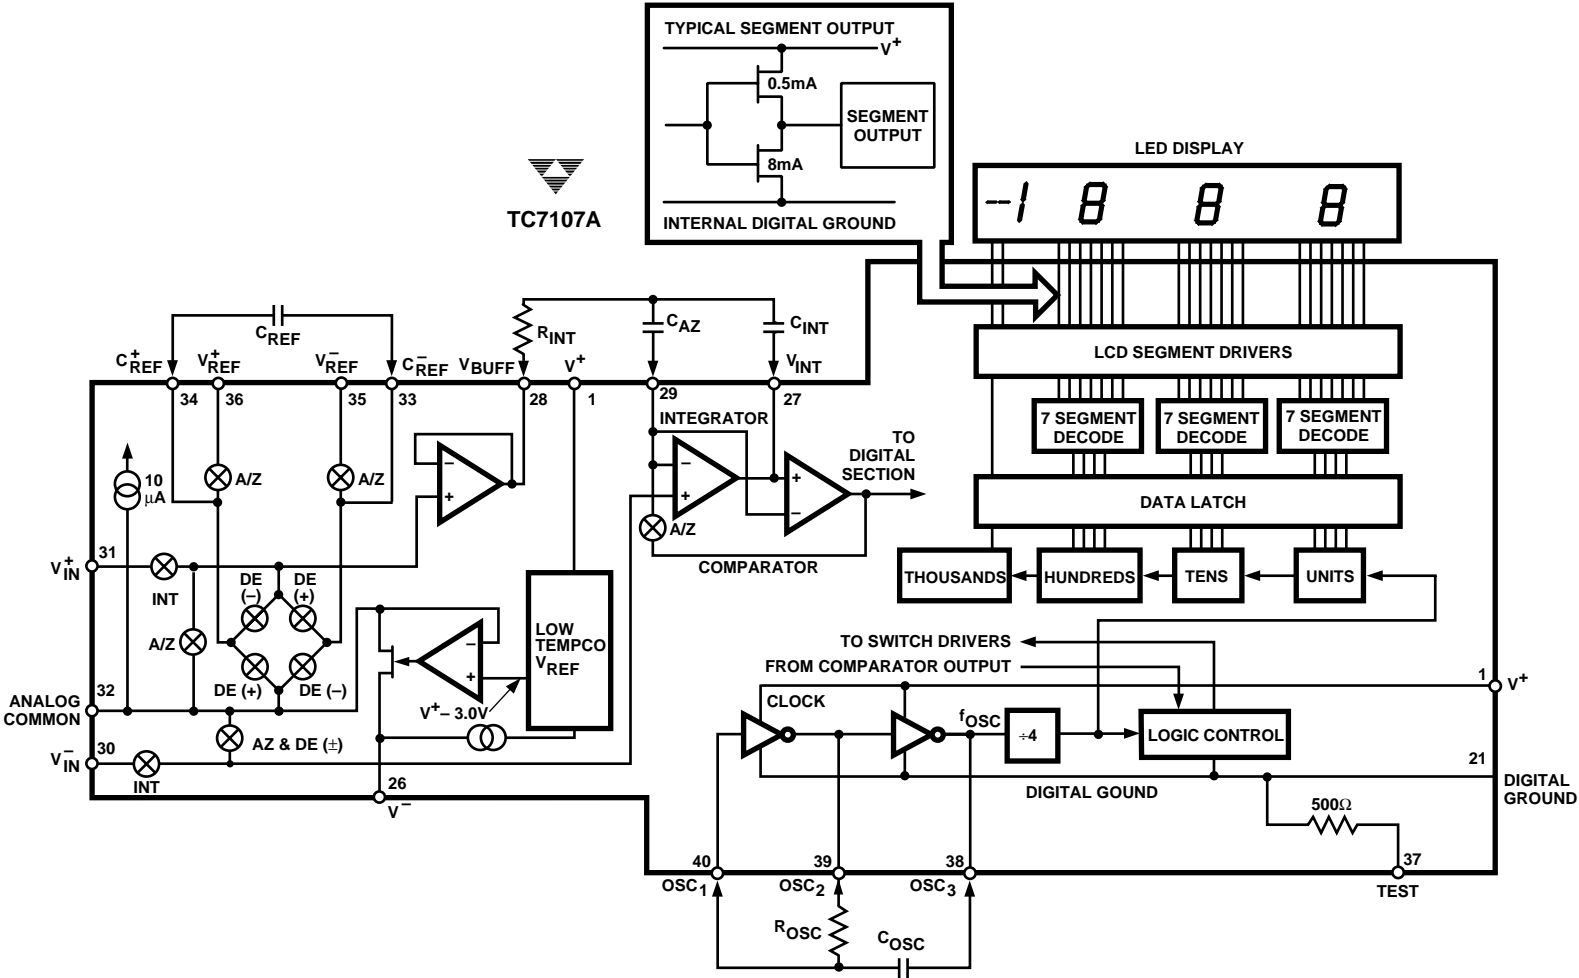 TYPICAL SEGMENT OUTPUT
V+
0.5mA
SEGMENT
OUTPUT
8mA
INTERNAL DIGITAL GROUND
TC7107A
LED DISPLAY
--1 8 8 8
LCD SEGMENT DRIVERS
7 SEGMENT
DECODE
7 SEGMENT
DECODE
7 SEGMENT
DECODE
DATA LATCH
THOUSANDS
HUNDREDS
TENS
UNITS
CREF
RINT
CAZ
CINT
C+REF
V+REF
V–REF
C–REF
VBUFF
V+
VINT
34
36
35
33
28
1
29
27
INTEGRATOR
TO
DIGITAL
SECTION
10
µA
A/Z
A/Z
–
+
–
+
+
–
A/Z
COMPARATOR
31
V+IN
INT
DE
(–)
DE
(+)
A/Z
DE (+)
DE (–)
LOW
TEMPCO
VREF
–
+
V+ – 3.0V
32
ANALOG
COMMON
AZ & DE (±)
30
V–IN
INT
26
V–
TO SWITCH DRIVERS
FROM COMPARATOR OUTPUT
1
V+
CLOCK
fOSC
÷4
LOGIC CONTROL
21
DIGITAL
GROUND
DIGITAL GOUND
500Ω
40
39
38
37
OSC1
OSC2
OSC3
TEST
ROSC
COSC